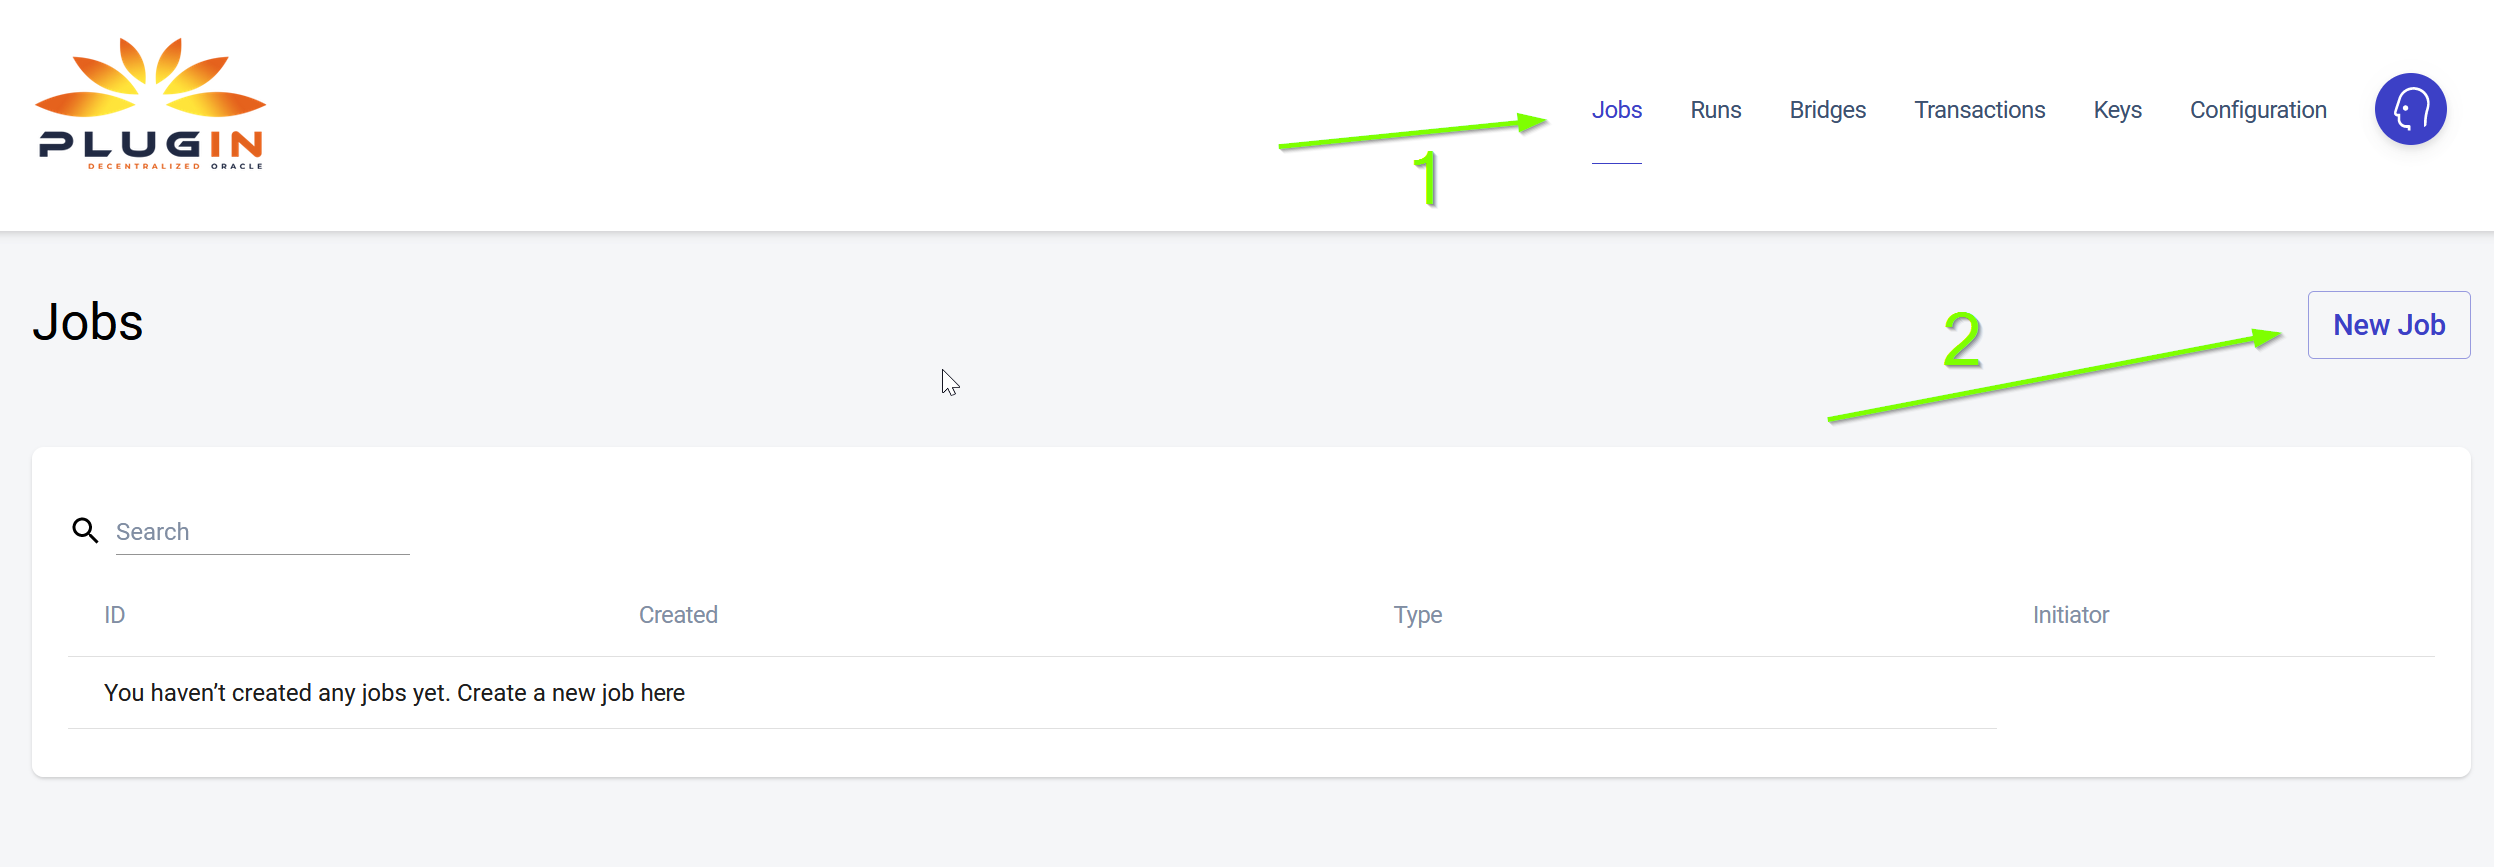 PLUGIN
DECENTRALIZED ORACLE
Jobs Runs Bridges Transactions Keys Configuration
1
Jobs
2
New Job
Search
ID Created Type Initiator
You haven’t created any jobs yet. Create a new job here